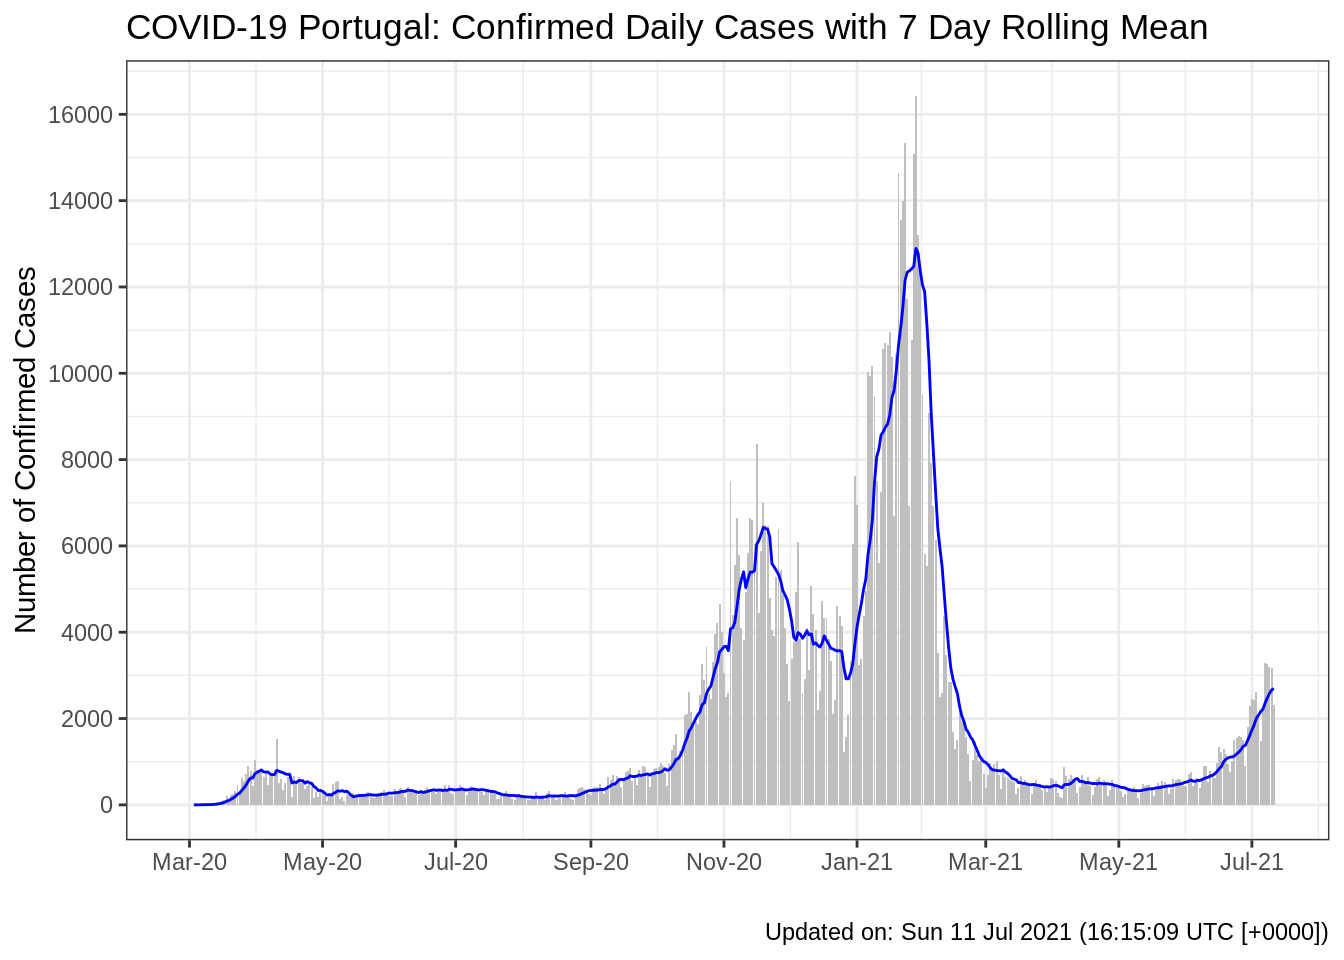 COVID-19 Portugal: Confirmed Daily Cases with 7 Day Rolling Mean
Number of Confirmed Cases
16000
14000
12000
10000
8000
6000
4000
2000
0
Mar-20 May-20 Jul-20 Sep-20 Nov-20 Jan-21 Mar-21 May-21 Jul-21
Updated on: Sun 11 Jul 2021 (16:15:09 UTC [+0000])